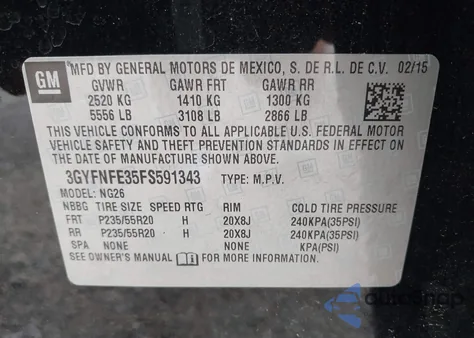 GM
*MFD BY GENERAL MOTORS DE MEXICO, S. DE R.L. DE C.V. 02/15
GVWR GAWR FRT GAWR RR
2520 KG 1410 KG 1300 KG
5556 LB 3108 LB 2866 LB
THIS VEHICLE CONFORMS TO ALL APPLICABLE U.S. FEDERAL MOTOR
VEHICLE SAFETY AND THEFT PREVENTION STANDARDS IN EFFECT ON
THE DATE OF MANUFACTURE SHOWN ABOVE.
3GYFNFE35FS591343 TYPE: M.P.V.
MODEL: NG26
NBBG TIRE SIZE SPEED RTG RIM COLD TIRE PRESSURE
FRT P235/55R20 H 20X8J 240KPA(35PSI)
RR P235/55R20 H 20X8J 240KPA(35PSI)
SPA NONE NONE KPA(PSI)
SEE OWNER'S MANUAL FOR MORE INFORMATION.
autosnap